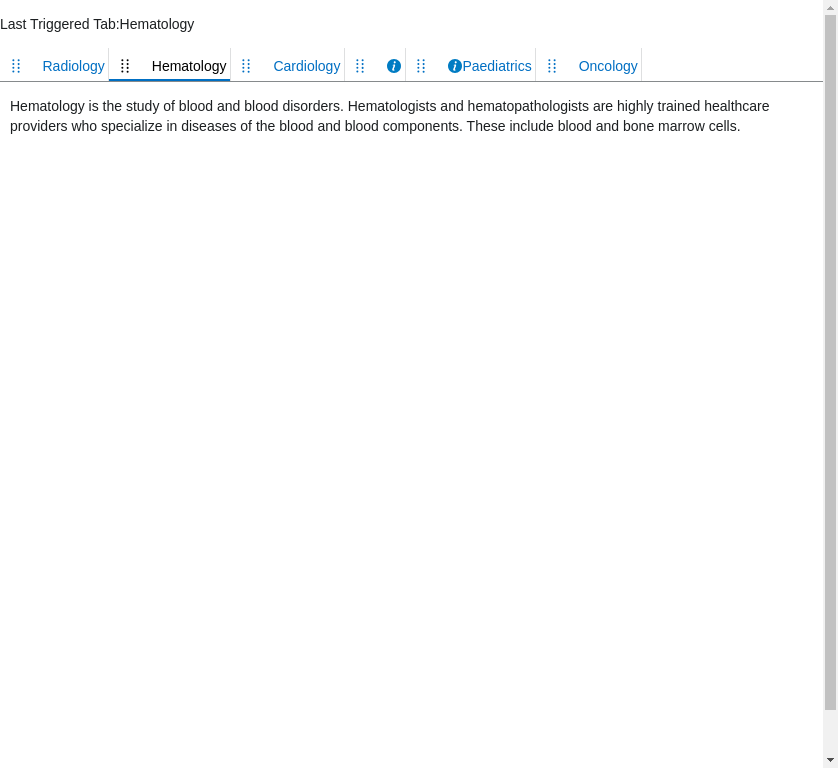 Last Triggered Tab:Hematology
Radiology Hematology Cardiology Paediatrics Oncology
Hematology is the study of blood and blood disorders. Hematologists and hematopathologists are highly trained healthcare
providers who specialize in diseases of the blood and blood components. These include blood and bone marrow cells.